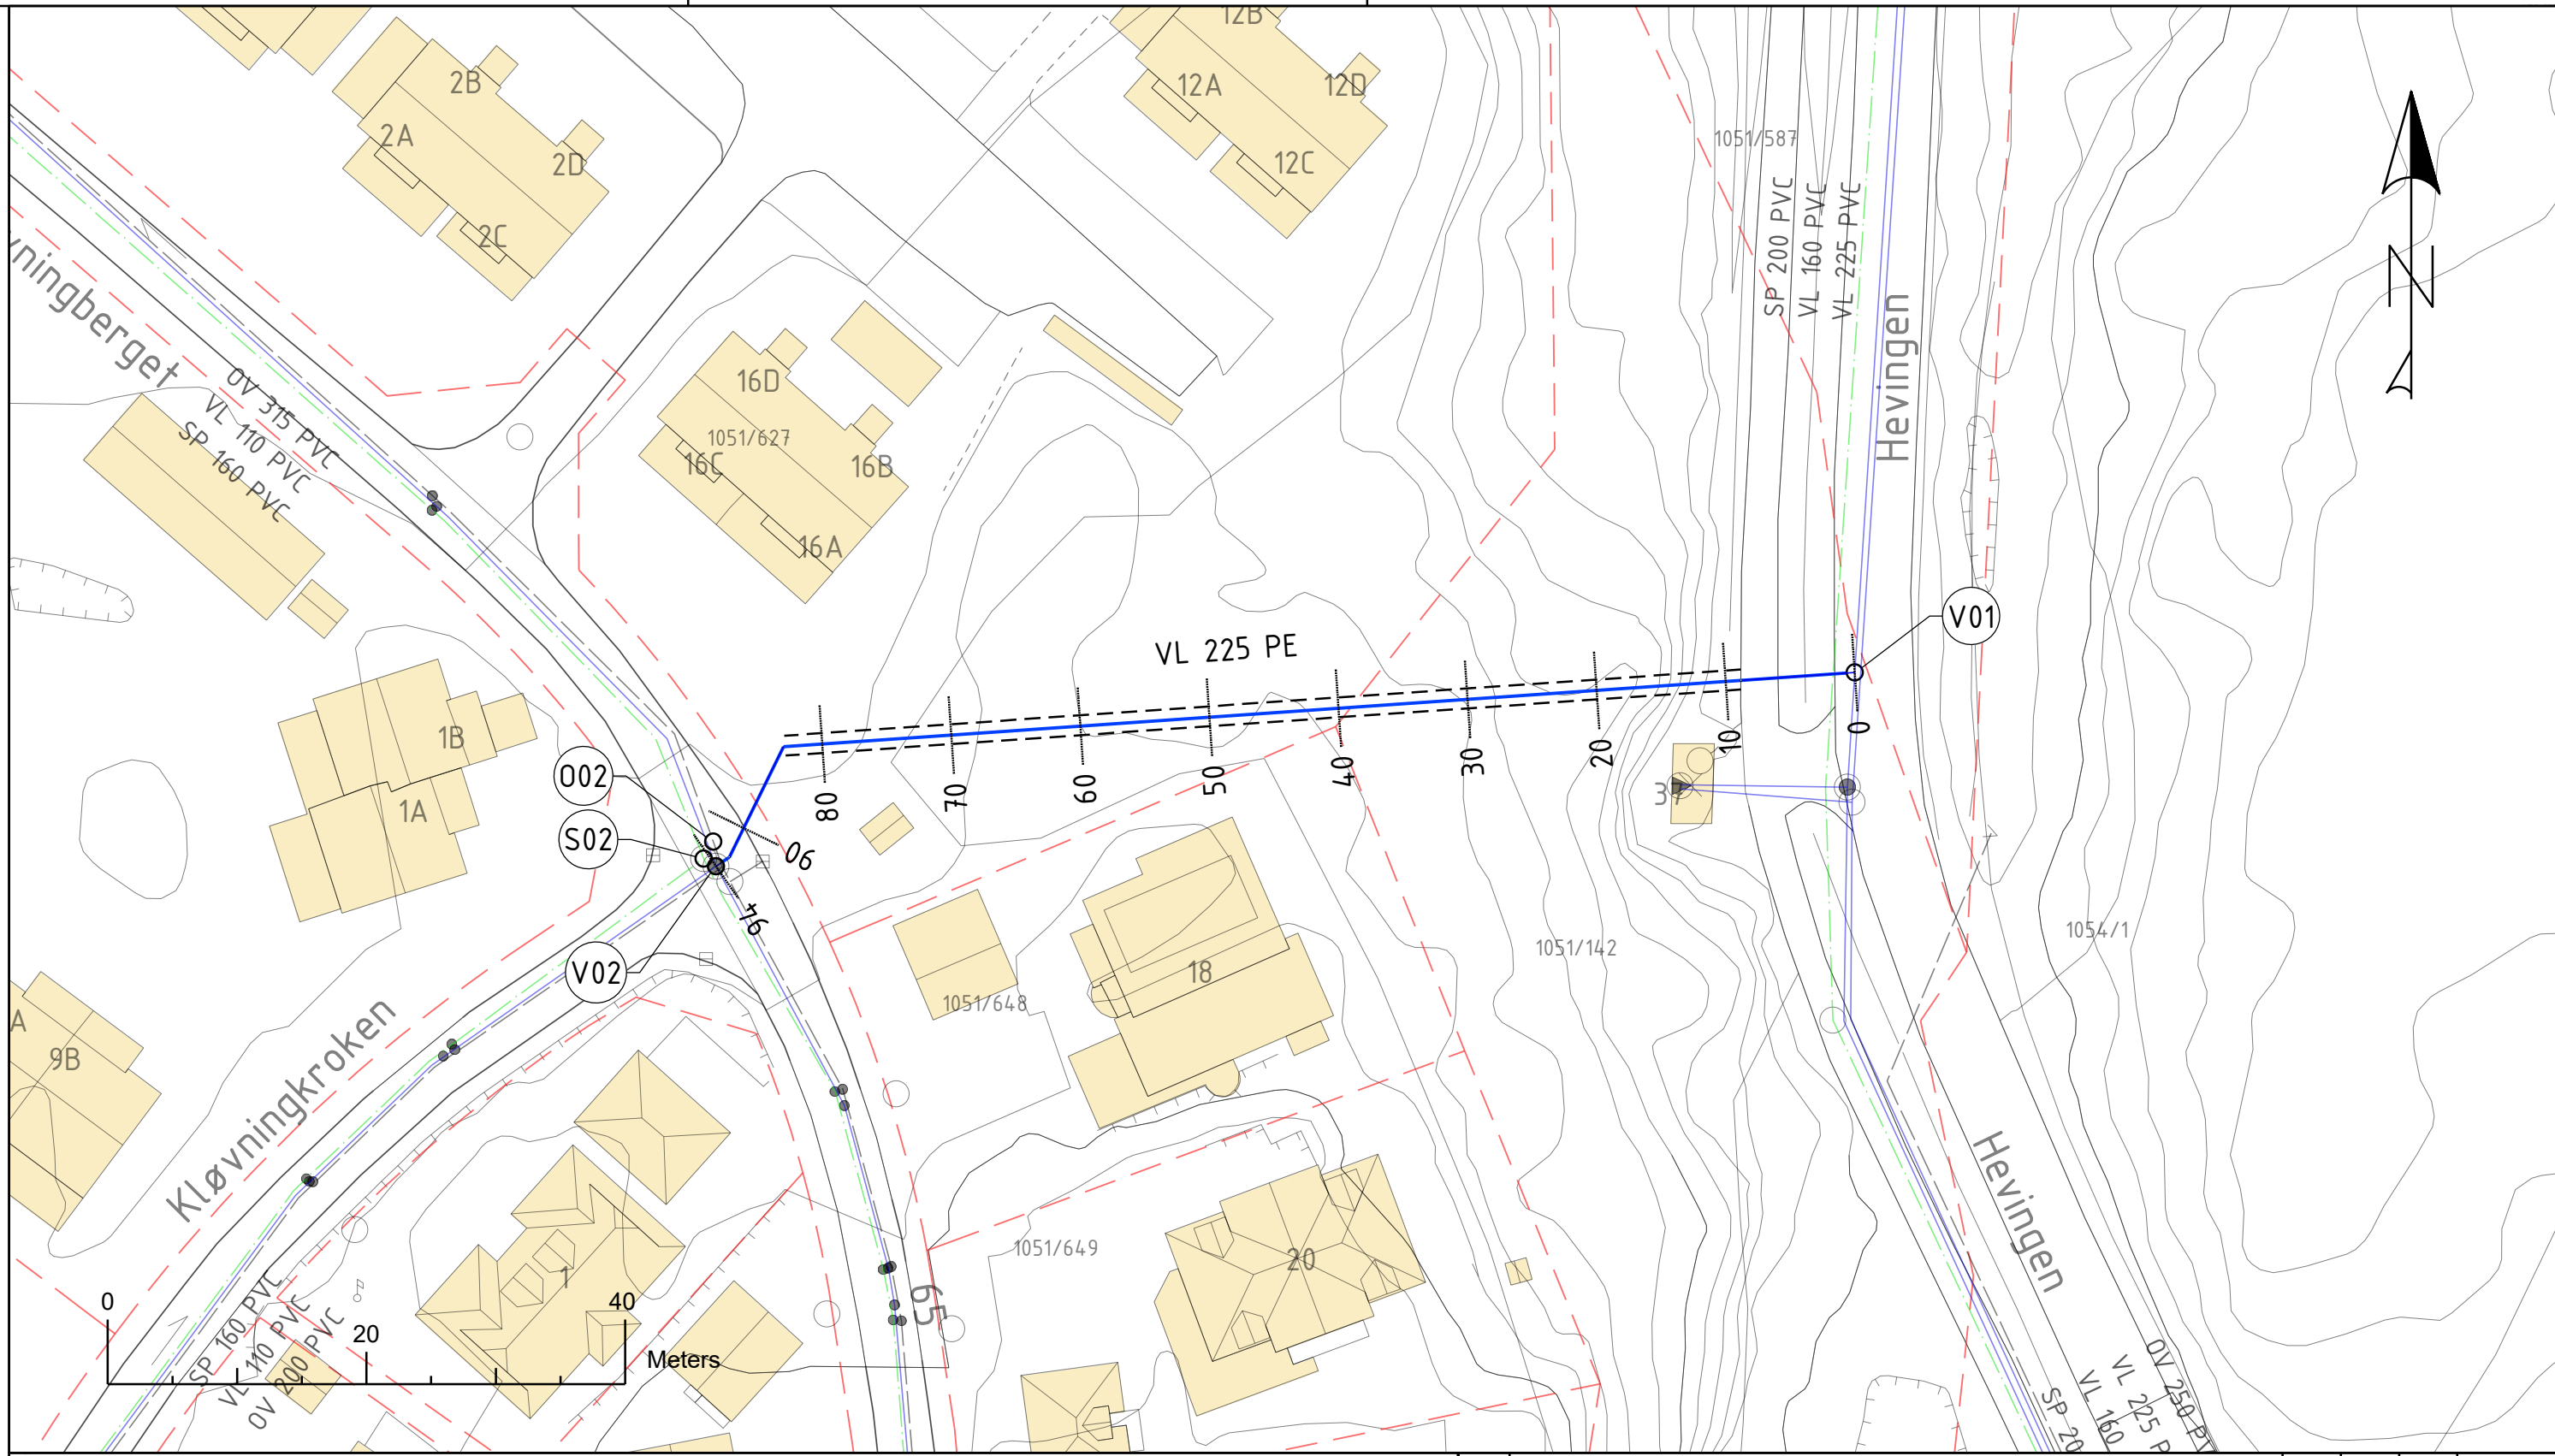 12B
2B
12A
12D
2A
1051/587
2D
12C
2C
SP 200 PVC
VL 160 PVC
VL 225 PVC
N
vningberget
Hevingen
OV 315 PVC
VL 110 PVC
SP 160 PVC
16D
1051/627
16C
16B
16A
V01
VL 225 PE
0
10
20
30
40
50
60
70
80
90
94
1B
1A
O02
S02
V02
37
18
1051/142
1054/1
1051/648
A
9B
Kløvningkroken
Hevingen
1051/649
20
1
65
0
20
40
Meters
SP 160 PVC
VL 110 PVC
OV 200 PVC
SP 20
VL 160
VL 225 P
OV 250 PV